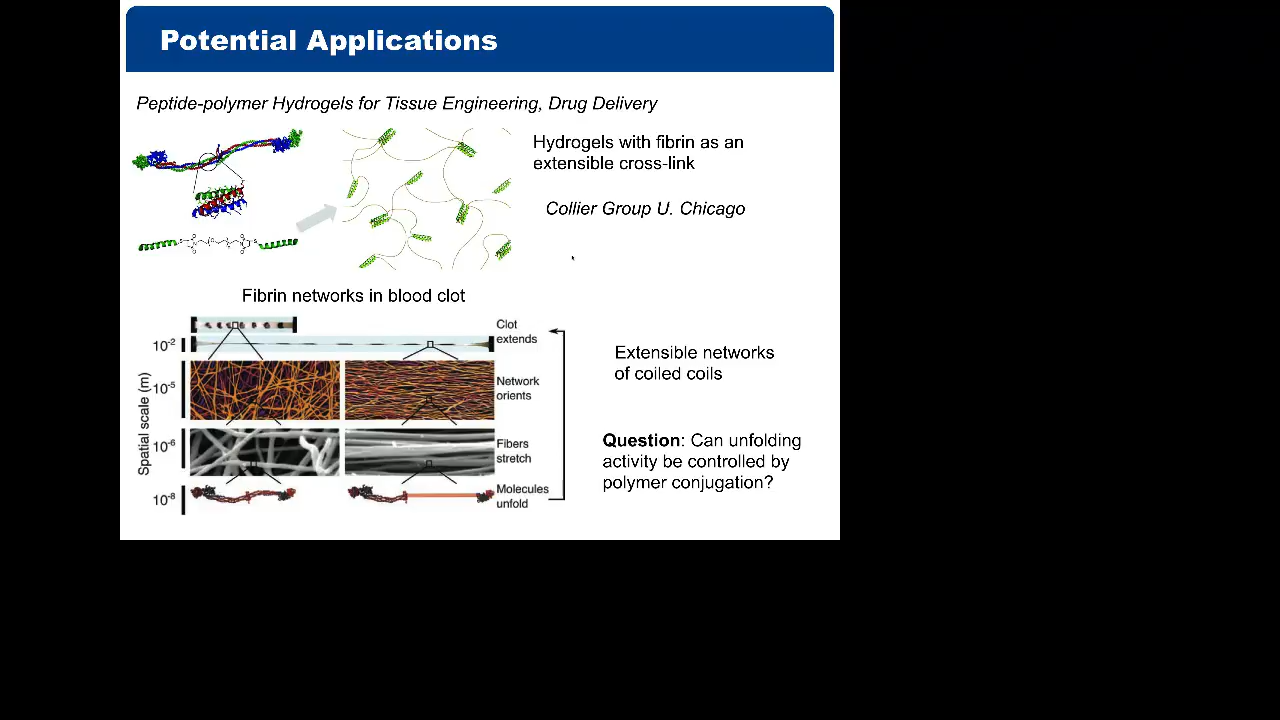 Potential Applications
Peptide-polymer Hydrogels for Tissue Engineering, Drug Delivery
Hydrogels with fibrin as an
extensible cross-link
Collier Group U. Chicago
Fibrin networks in blood clot
Spatial scale (m)
10-2
Clot
extends
10-5
Network
orients
10-6
Fibers
stretch
10-8
Molecules
unfold
Extensible networks
of coiled coils
Question: Can unfolding
activity be controlled by
polymer conjugation?